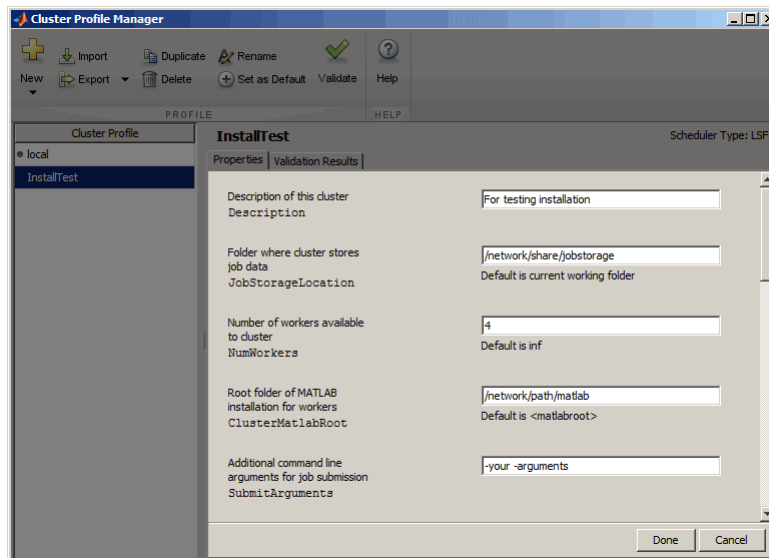 Cluster Profile Manager
Import
Duplicate
Rename
New
Export
Delete
Set as Default
Validate
Help
PROFILE
HELP
Cluster Profile
local
InstallTest
InstallTest
Scheduler Type: LSF
Properties
Validation Results
Description of this cluster
Description
For testing installation
Folder where cluster stores
job data
JobStorageLocation
/network/share/jobstorage
Default is current working folder
Number of workers available
to cluster
NumWorkers
4
Default is inf
Root folder of MATLAB
installation for workers
ClusterMatlabRoot
/network/path/matlab
Default is <matlabroot>
Additional command line
arguments for job submission
SubmitArguments
-your -arguments
Done
Cancel